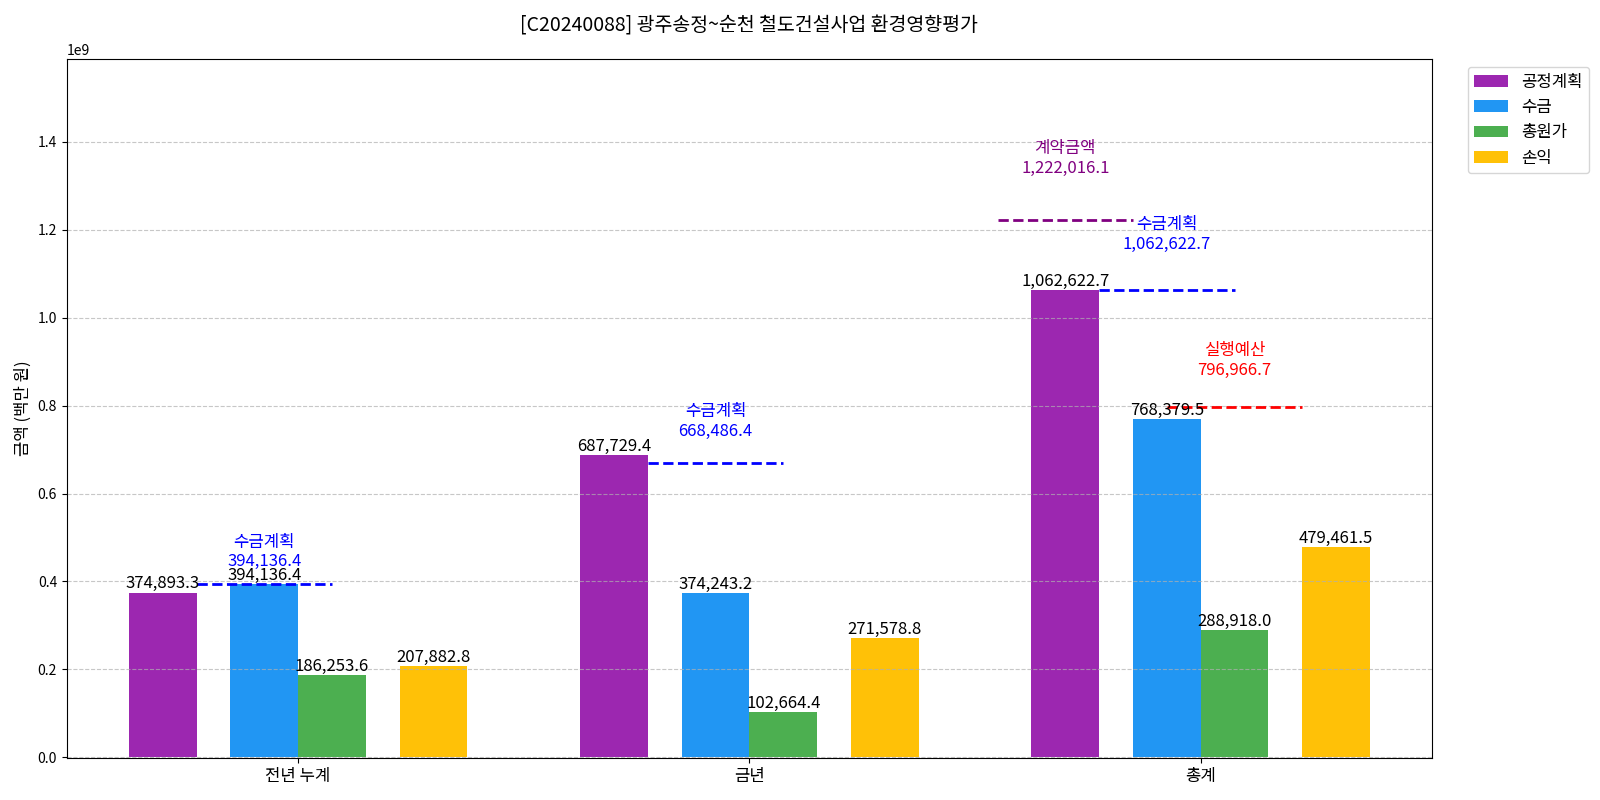 [C20240088] 광주송정~순천 철도건설사업 환경영향평가
1e9
공정계획
수금
총원가
손익
금액 (백만 원)
1.4
1.2
1.0
0.8
0.6
0.4
0.2
0.0
계약금액
1,222,016.1
수금계획
1,062,622.7
1,062,622.7
실행예산
796,966.7
768,379.5
수금계획
668,486.4
687,729.4
479,461.5
수금계획
394,136.4
394,136.4
374,893.3
374,243.2
288,918.0
271,578.8
207,882.8
186,253.6
102,664.4
전년 누계
금년
총계